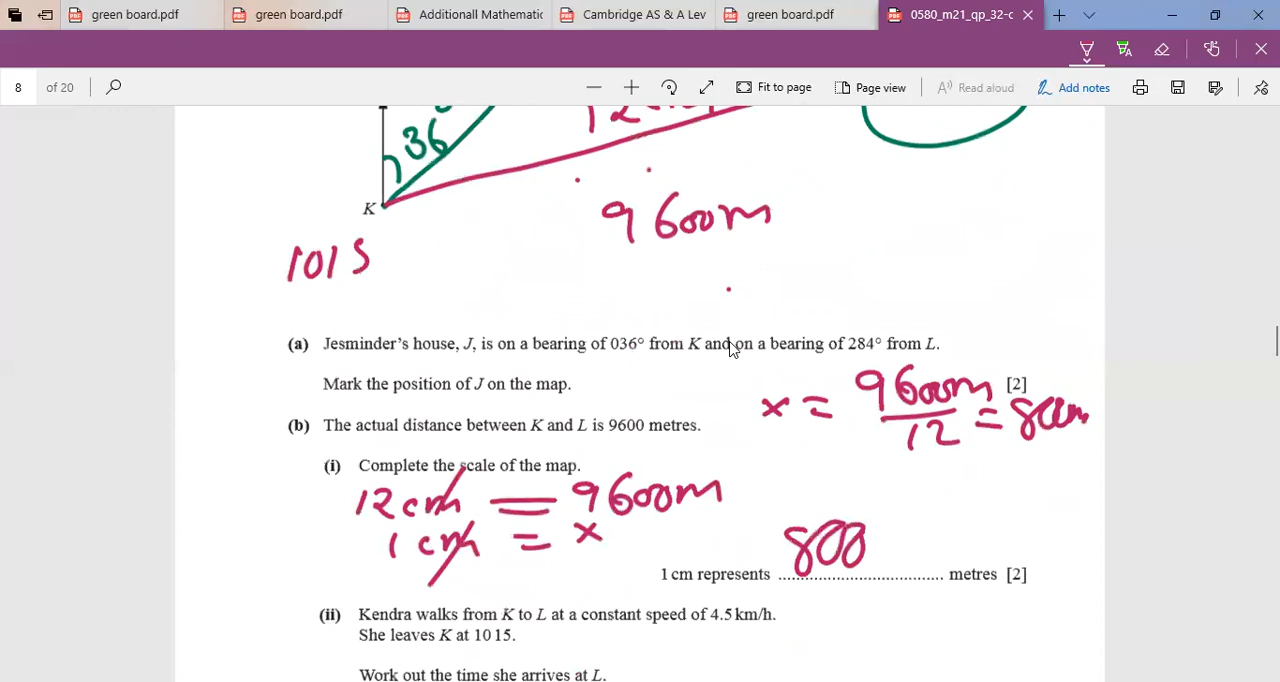 green board.pdf
green board.pdf
Additionall Mathematic
Cambridge AS & A Lev
green board.pdf
0580_m21_qp_32-c
8 of 20
Fit to page
Page view
Read aloud
Add notes
36
K
9600m
1015
(a) Jesminder's house, J, is on a bearing of 036° from K and on a bearing of 284° from L.
Mark the position of J on the map. [2]
x = 9600m / 12 = 800m
(b) The actual distance between K and L is 9600 metres.
(i) Complete the scale of the map.
12cm = 9600m
1cm = x
800
1 cm represents ........................................ metres [2]
(ii) Kendra walks from K to L at a constant speed of 4.5 km/h.
She leaves K at 10 15.
Work out the time she arrives at L.